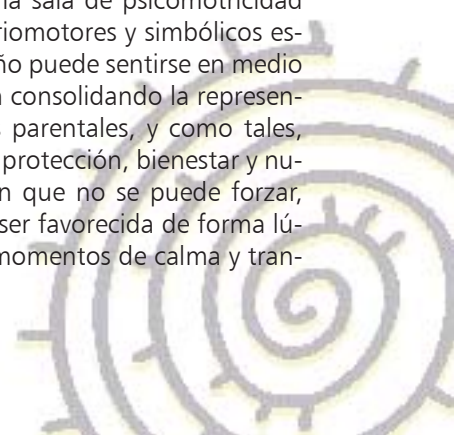 na sala de psicomotricidad
riomotores y simbólicos es-
ño puede sentirse en medio
consolidando la represen-
parentales, y como tales,
protección, bienestar y nu-
n que no se puede forzar,
ser favorecida de forma lú-
momentos de calma y tran-